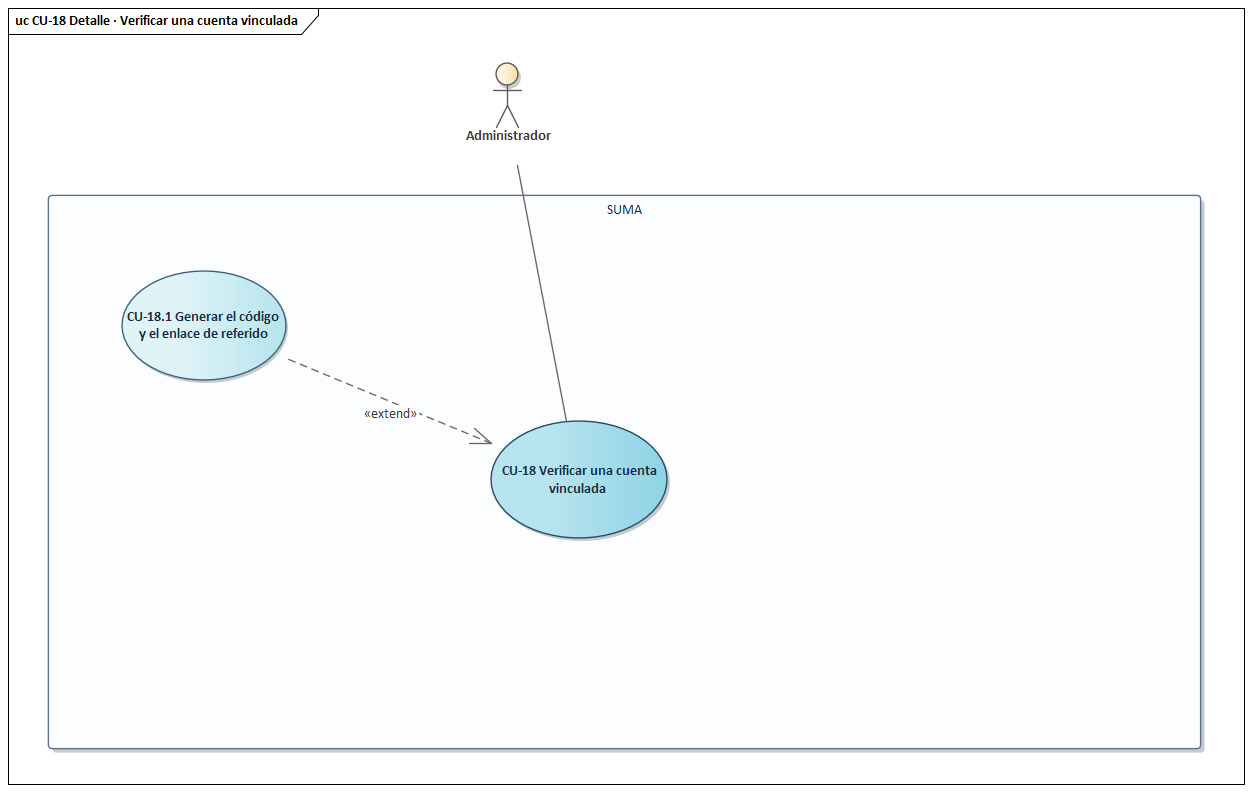 uc CU-18 Detalle · Verificar una cuenta vinculada
Administrador
SUMA
CU-18.1 Generar el código
y el enlace de referido
«extend»
CU-18 Verificar una cuenta
vinculada